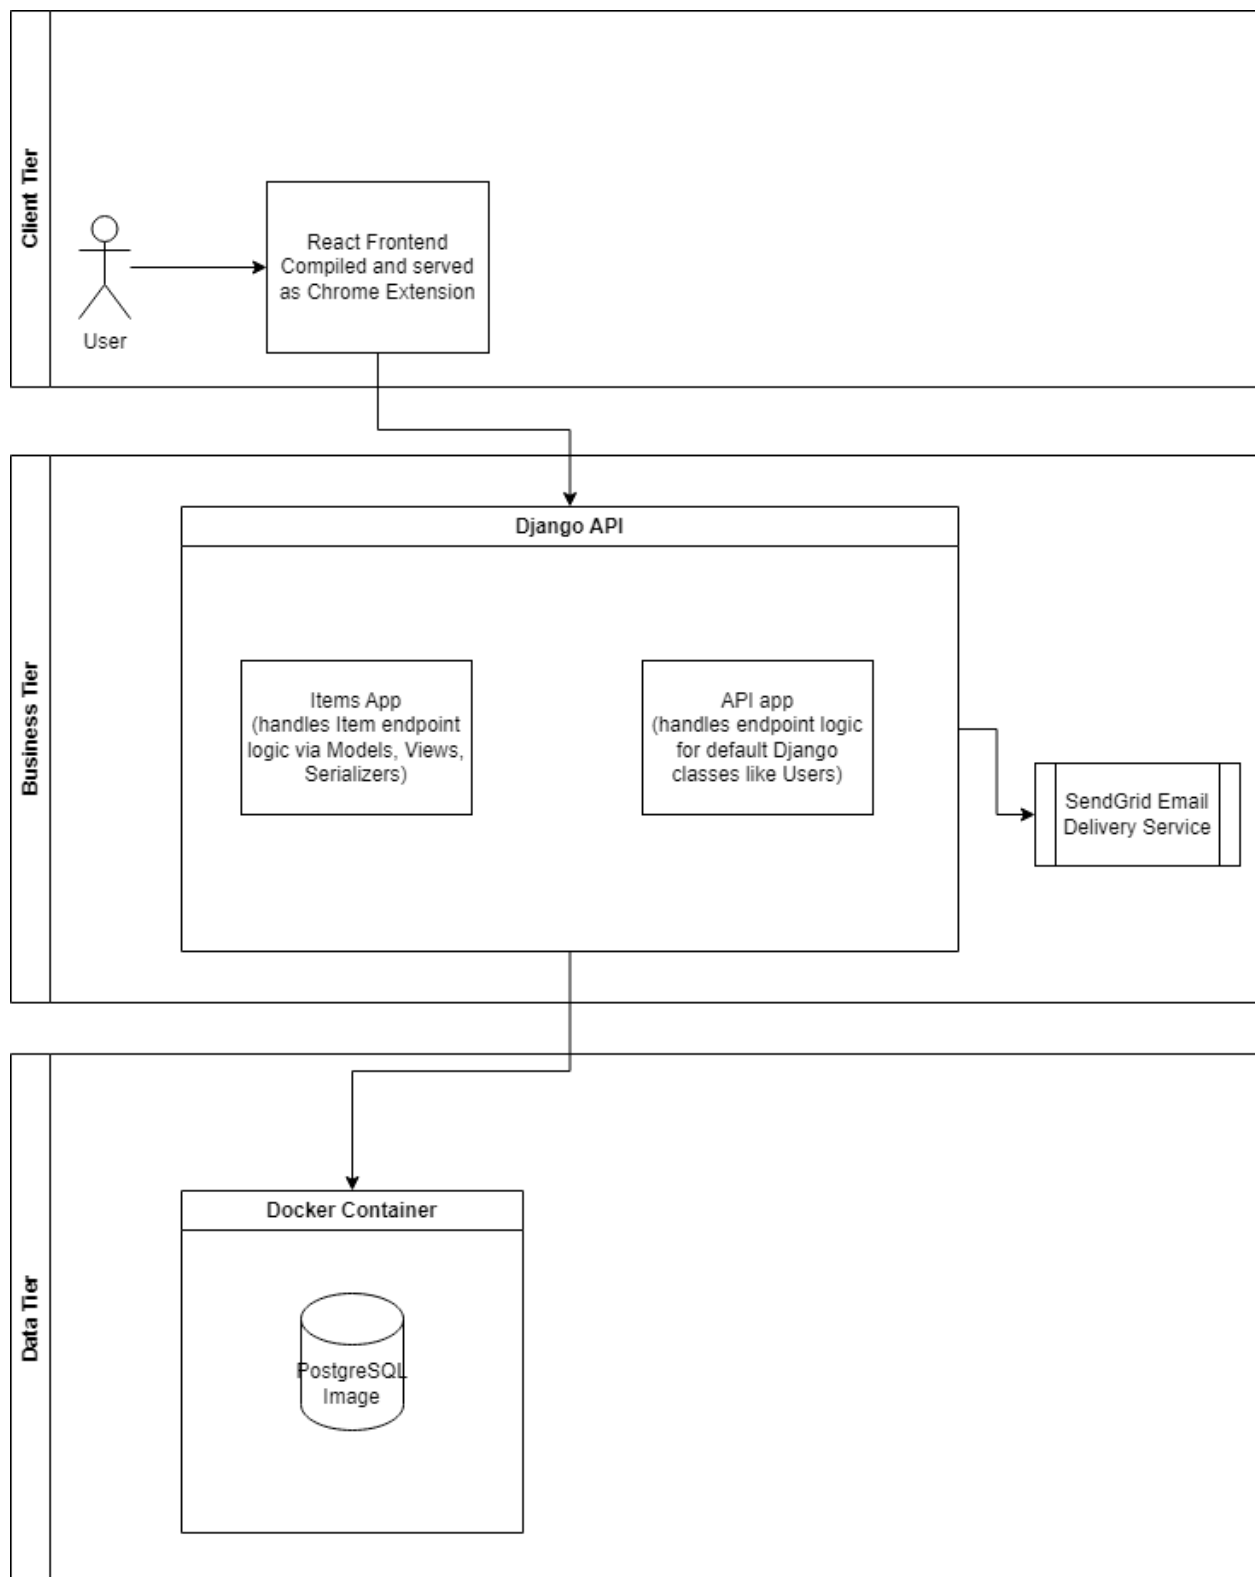 Client Tier
User
React Frontend
Compiled and served
as Chrome Extension
Business Tier
Django API
Items App
(handles Item endpoint
logic via Models, Views,
Serializers)
API app
(handles endpoint logic
for default Django
classes like Users)
SendGrid Email
Delivery Service
Data Tier
Docker Container
PostgreSQL
Image